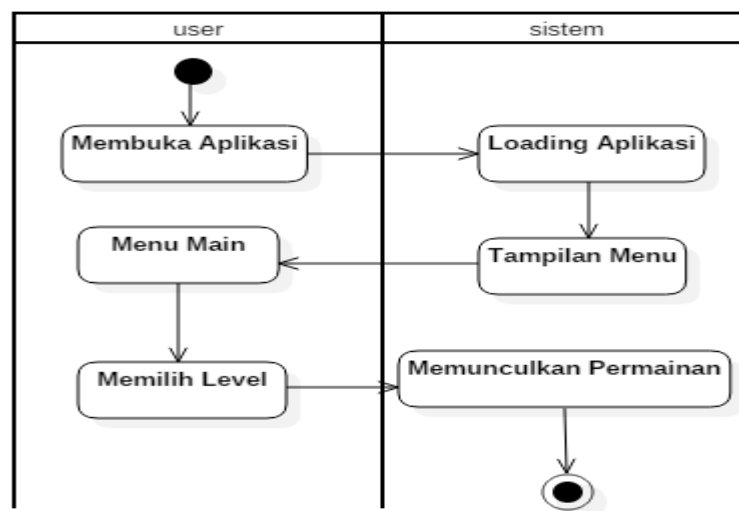 user
sistem
Membuka Aplikasi
Loading Aplikasi
Menu Main
Tampilan Menu
Memilih Level
Memunculkan Permainan